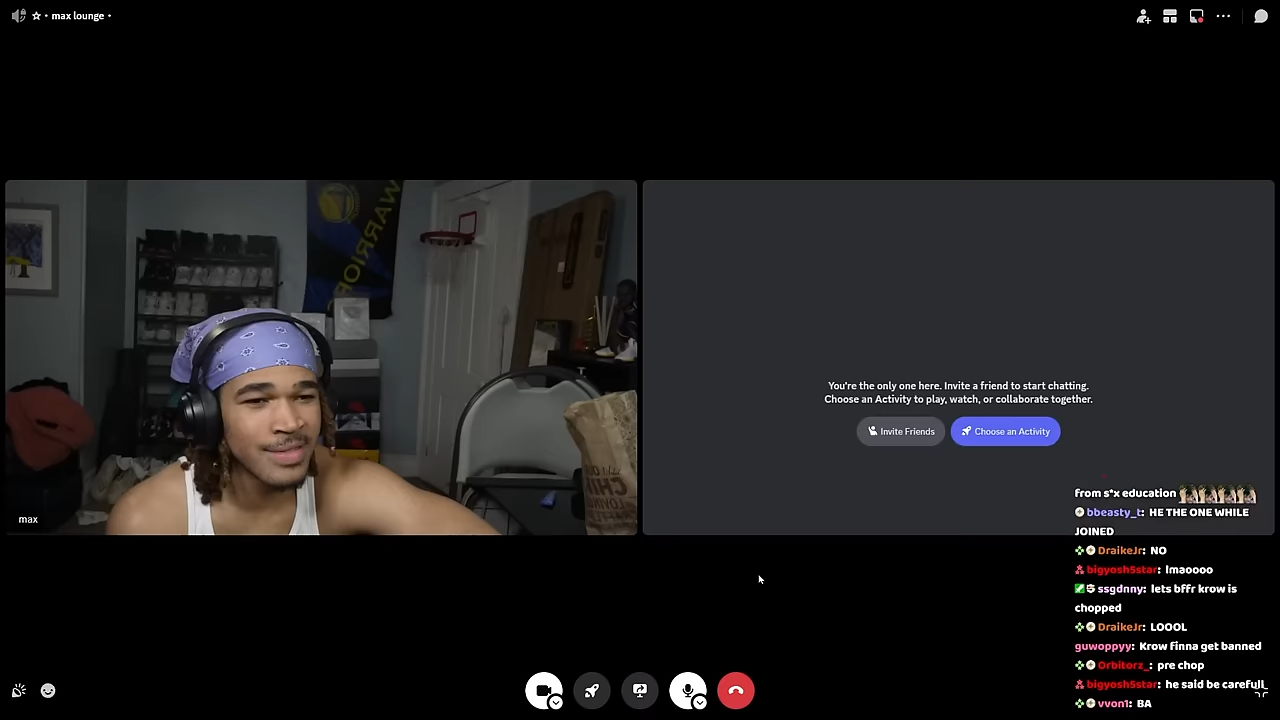 ☆ • max lounge •
WARRIOR
max
You're the only one here. Invite a friend to start chatting.
Choose an Activity to play, watch, or collaborate together.
Invite Friends
Choose an Activity
from s*x education
bbeasty_t: HE THE ONE WHILE
JOINED
DraikeJr: NO
bigyosh5star: lmaoooo
ssgdnny: lets bffr krow is
chopped
DraikeJr: LOOOL
guwoppyy: Krow finna get banned
Orbitorz_: pre chop
bigyosh5star: he said be carefull
vvon1: BA